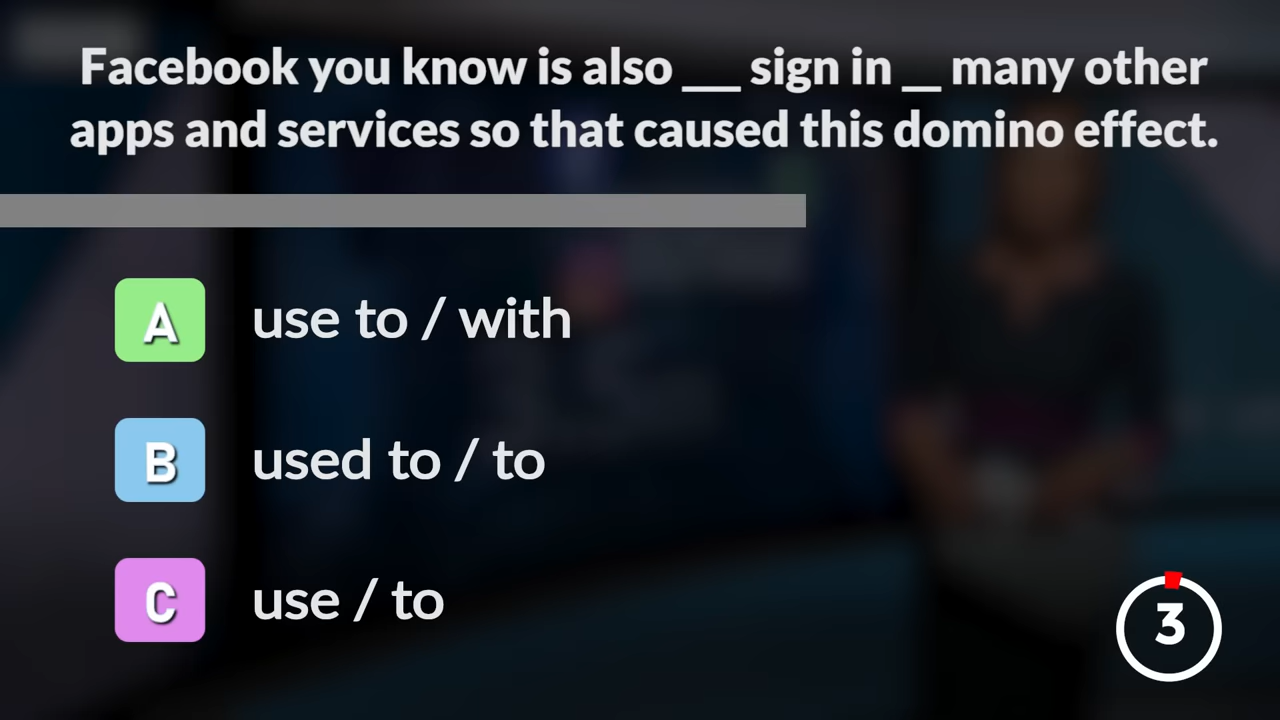 Facebook you know is also ___ sign in __ many other
apps and services so that caused this domino effect.
A use to / with
B used to / to
C use / to
3